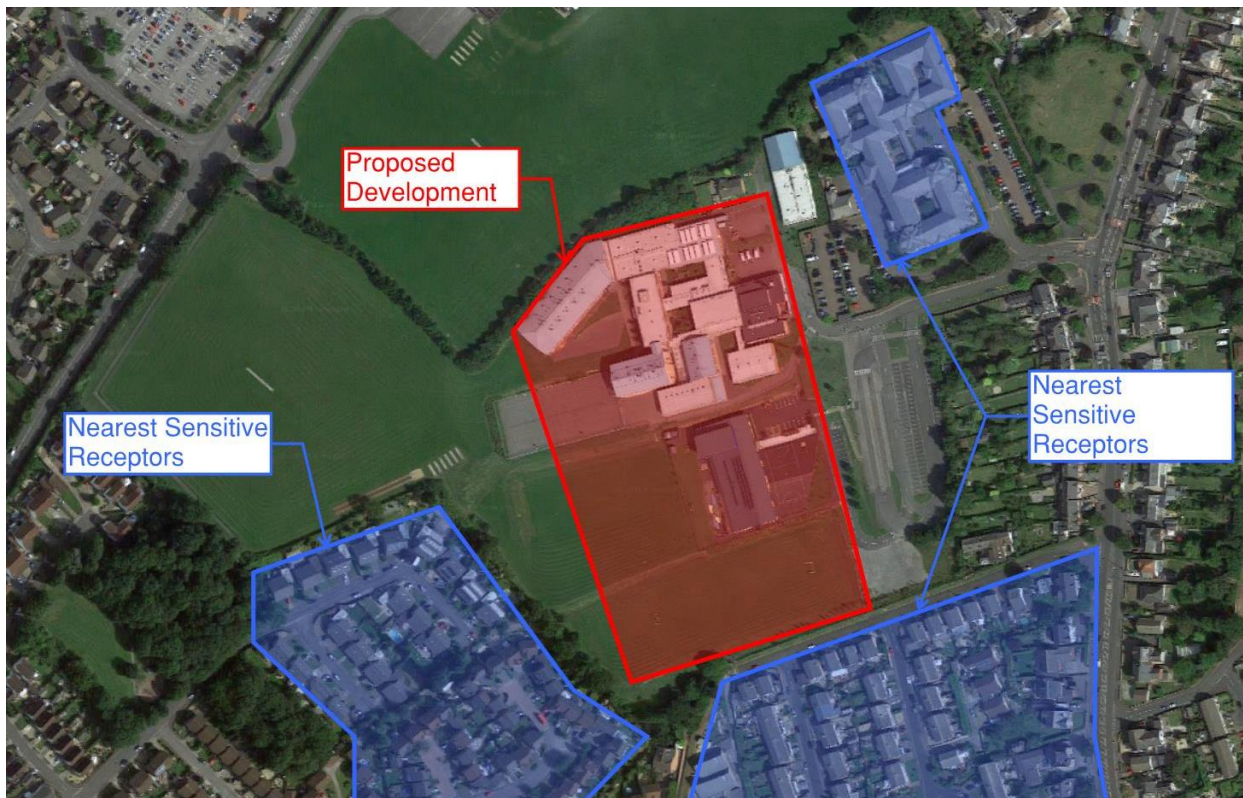 Proposed
Development
Nearest Sensitive
Receptors
Nearest
Sensitive
Receptors